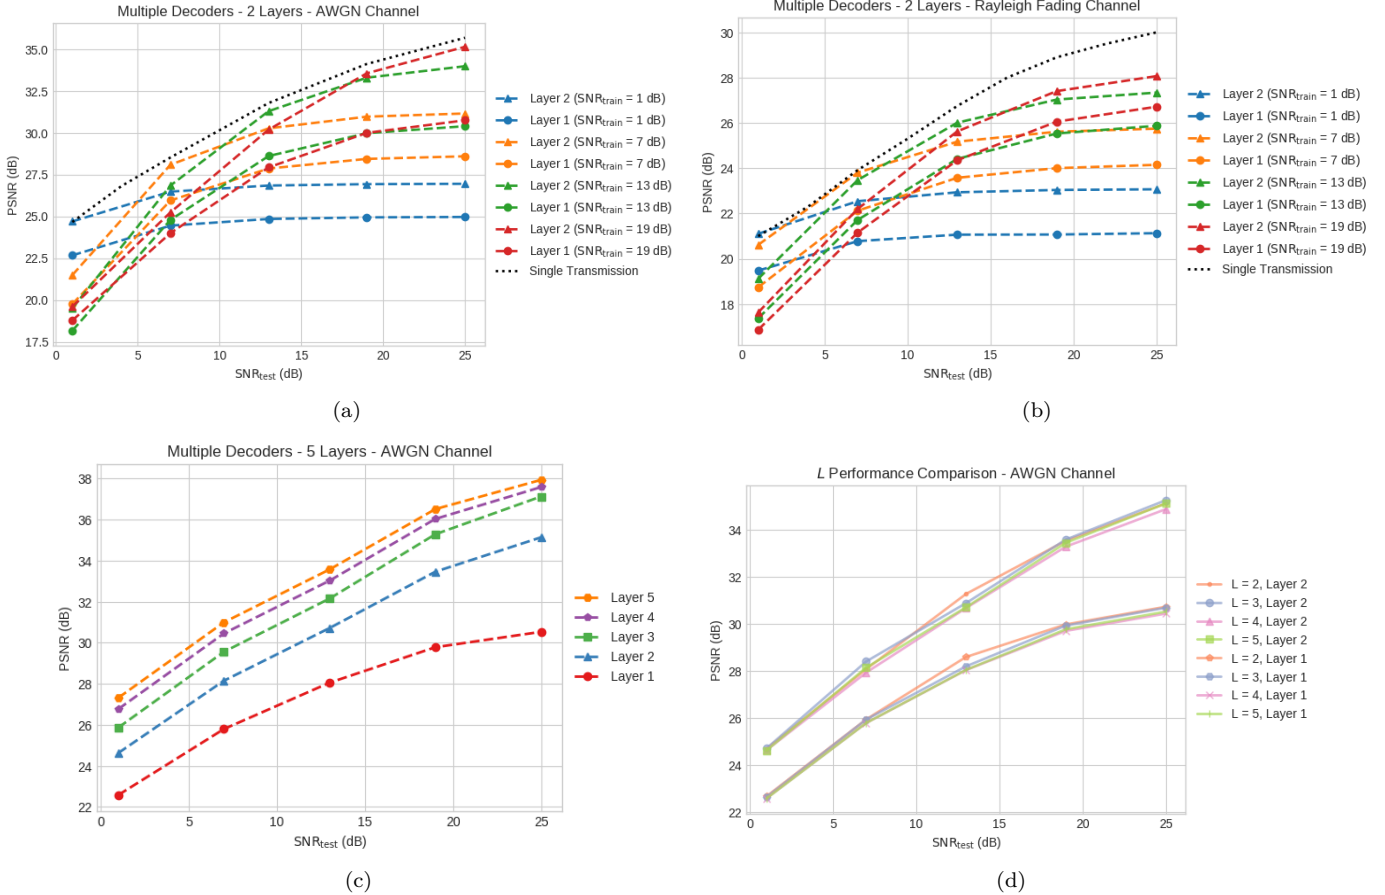 Multiple Decoders - 2 Layers - AWGN Channel
PSNR (dB)
35.0
32.5
30.0
27.5
25.0
22.5
20.0
17.5
0 5 10 15 20 25
SNRtest (dB)
Layer 2 (SNRtrain = 1 dB)
Layer 1 (SNRtrain = 1 dB)
Layer 2 (SNRtrain = 7 dB)
Layer 1 (SNRtrain = 7 dB)
Layer 2 (SNRtrain = 13 dB)
Layer 1 (SNRtrain = 13 dB)
Layer 2 (SNRtrain = 19 dB)
Layer 1 (SNRtrain = 19 dB)
Single Transmission
(a)
Multiple Decoders - 2 Layers - Rayleigh Fading Channel
PSNR (dB)
30
28
26
24
22
20
18
0 5 10 15 20 25
SNRtest (dB)
Layer 2 (SNRtrain = 1 dB)
Layer 1 (SNRtrain = 1 dB)
Layer 2 (SNRtrain = 7 dB)
Layer 1 (SNRtrain = 7 dB)
Layer 2 (SNRtrain = 13 dB)
Layer 1 (SNRtrain = 13 dB)
Layer 2 (SNRtrain = 19 dB)
Layer 1 (SNRtrain = 19 dB)
Single Transmission
(b)
Multiple Decoders - 5 Layers - AWGN Channel
PSNR (dB)
38
36
34
32
30
28
26
24
22
0 5 10 15 20 25
SNRtest (dB)
Layer 5
Layer 4
Layer 3
Layer 2
Layer 1
(c)
L Performance Comparison - AWGN Channel
PSNR (dB)
34
32
30
28
26
24
22
0 5 10 15 20 25
SNRtest (dB)
L = 2, Layer 2
L = 3, Layer 2
L = 4, Layer 2
L = 5, Layer 2
L = 2, Layer 1
L = 3, Layer 1
L = 4, Layer 1
L = 5, Layer 1
(d)